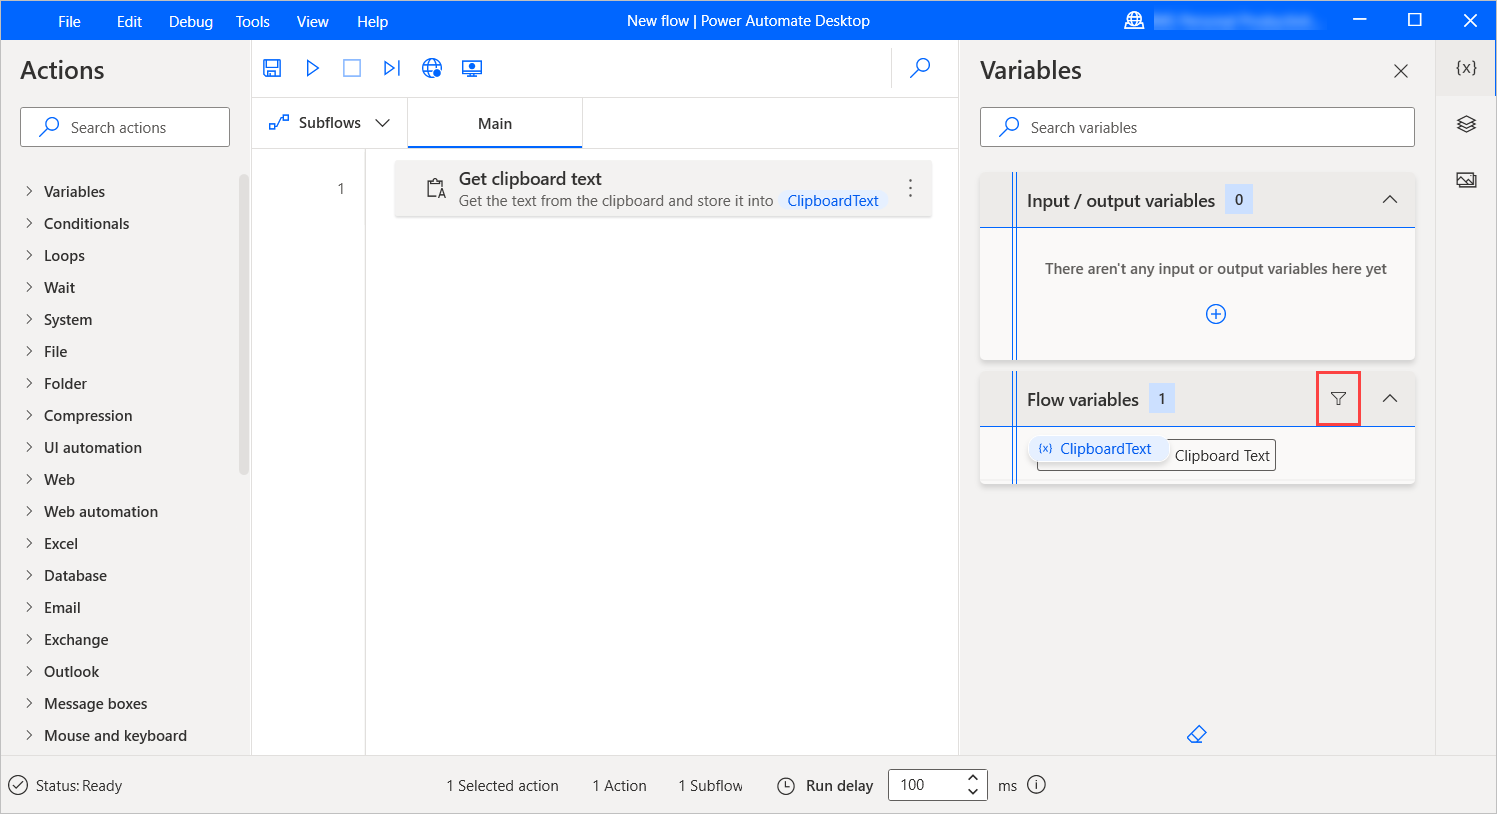 File Edit Debug Tools View Help New flow | Power Automate Desktop
Actions
Search actions
Variables
Conditionals
Loops
Wait
System
File
Folder
Compression
UI automation
Web
Web automation
Excel
Database
Email
Exchange
Outlook
Message boxes
Mouse and keyboard
Subflows
Main
1
Get clipboard text
Get the text from the clipboard and store it into ClipboardText
Variables
{x}
Search variables
Input / output variables 0
There aren't any input or output variables here yet
Flow variables 1
{x} ClipboardText Clipboard Text
Status: Ready 1 Selected action 1 Action 1 Subflow Run delay 100 ms